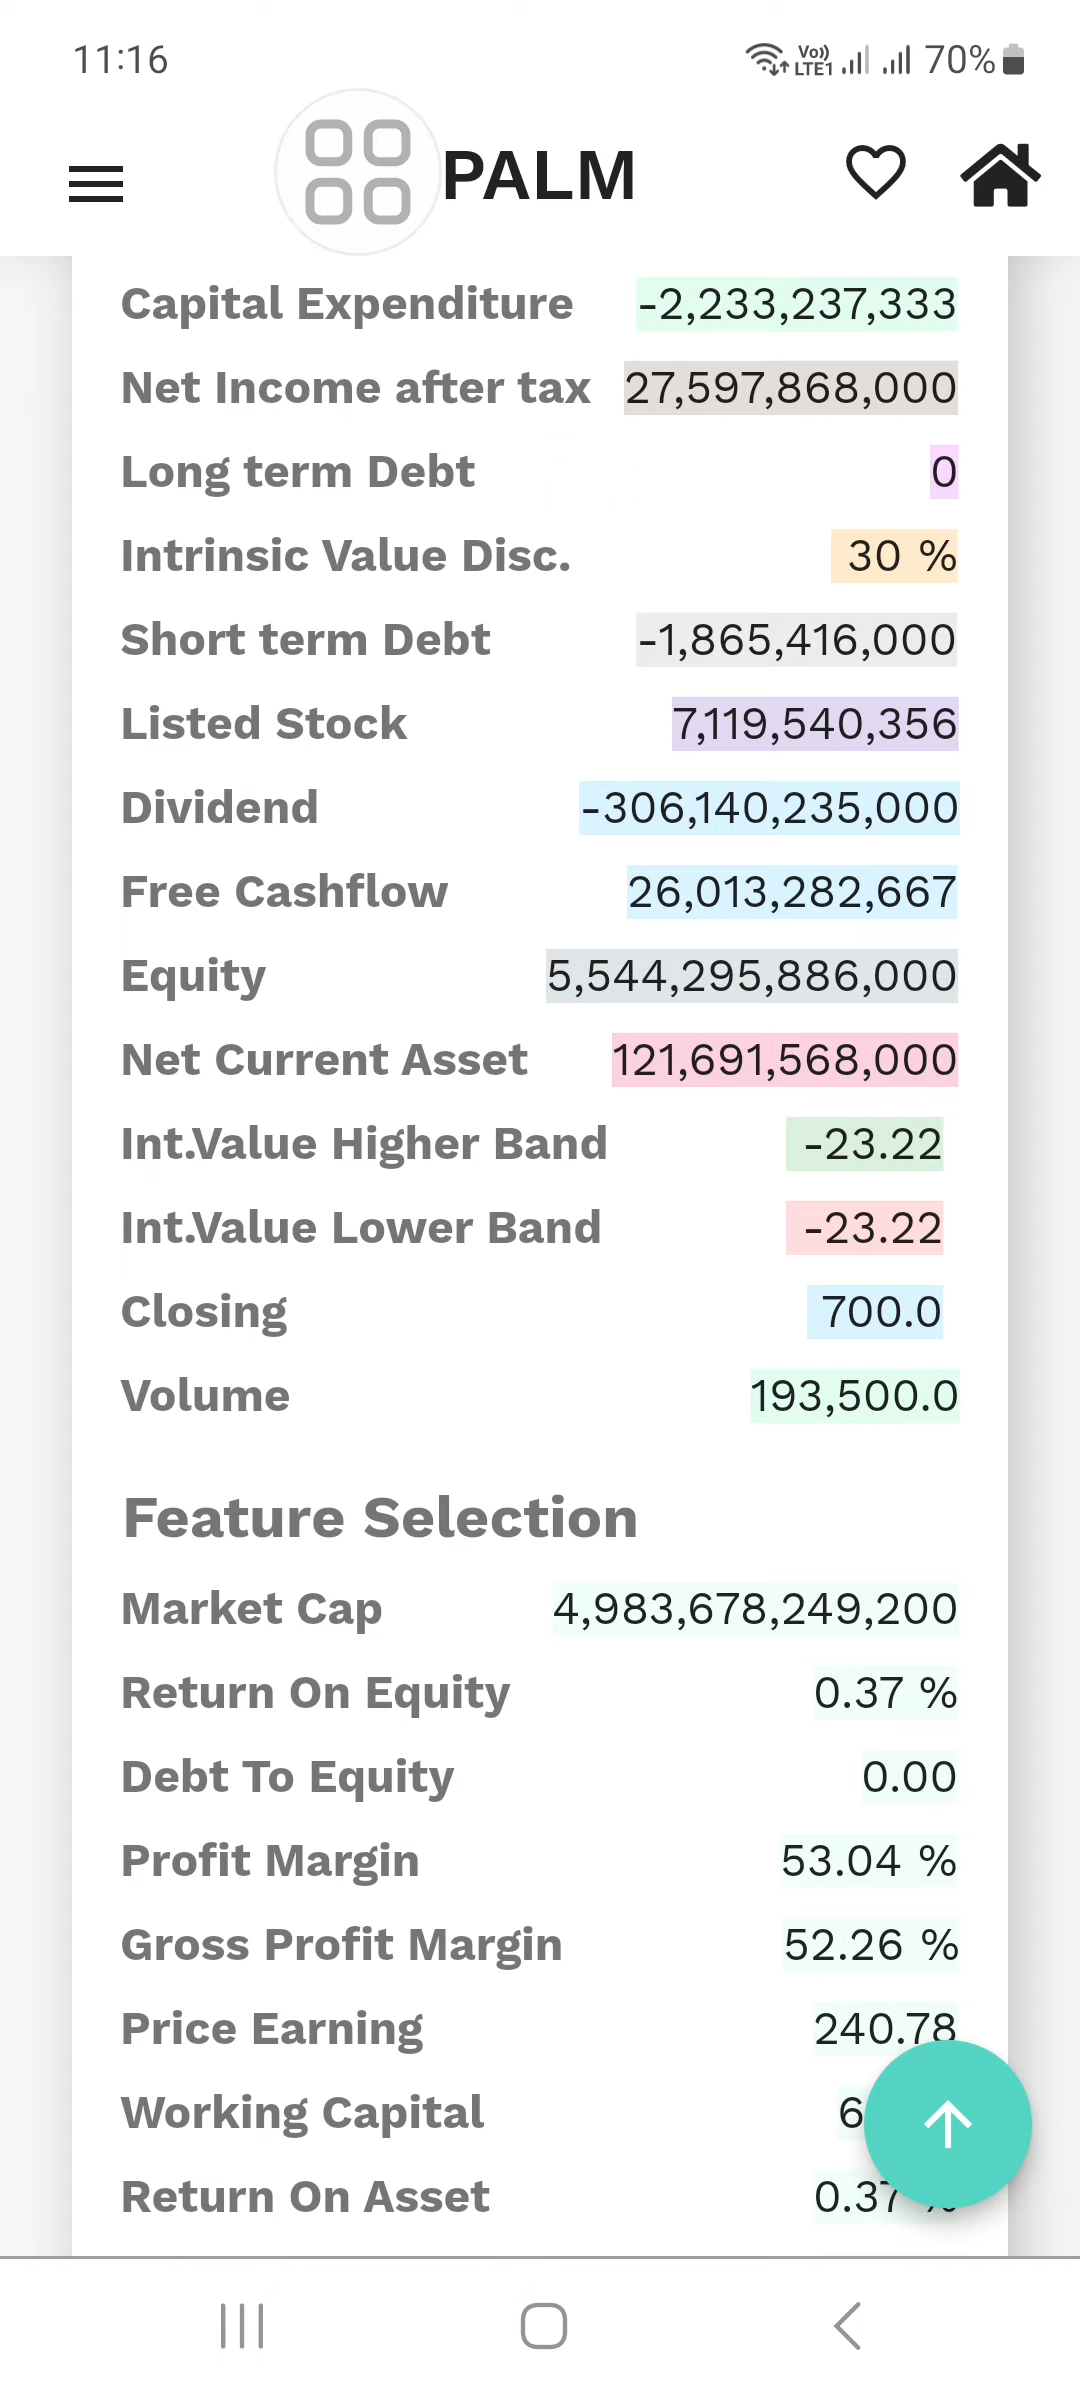 11:16
Vo)) LTE1 70%
PALM
Capital Expenditure -2,233,237,333
Net Income after tax 27,597,868,000
Long term Debt 0
Intrinsic Value Disc. 30 %
Short term Debt -1,865,416,000
Listed Stock 7,119,540,356
Dividend -306,140,235,000
Free Cashflow 26,013,282,667
Equity 5,544,295,886,000
Net Current Asset 121,691,568,000
Int.Value Higher Band -23.22
Int.Value Lower Band -23.22
Closing 700.0
Volume 193,500.0
Feature Selection
Market Cap 4,983,678,249,200
Return On Equity 0.37 %
Debt To Equity 0.00
Profit Margin 53.04 %
Gross Profit Margin 52.26 %
Price Earning 240.78
Working Capital
Return On Asset 0.37 %